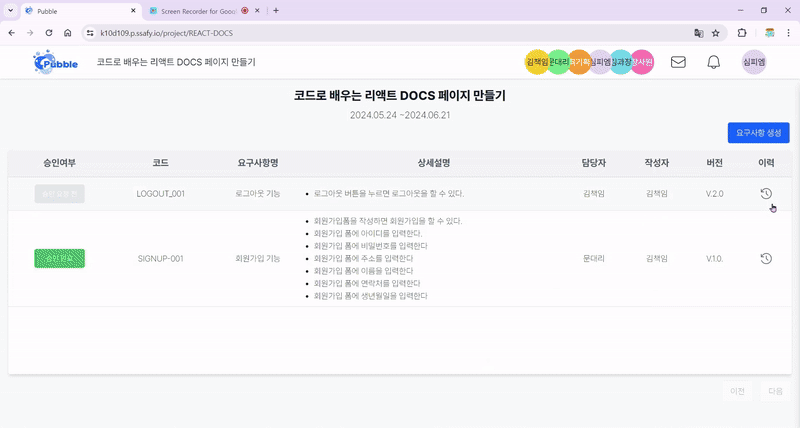 Pubble
Screen Recorder for Goo
k10d109.p.ssafy.io/project/REACT-DOCS
Pubble
코드로 배우는 리액트 DOCS 페이지 만들기
김책임
문대리
심피엠
김과장
심피엠
코드로 배우는 리액트 DOCS 페이지 만들기
2024.05.24 ~2024.06.21
요구사항 생성
승인여부 코드 요구사항명 상세설명 담당자 작성자 버전 이력
LOGOUT_001 로그아웃 기능 • 로그아웃 버튼을 누르면 로그아웃을 할 수 있다. 김책임 김책임 V.2.0
• 회원가입폼을 작성하면 회원가입을 할 수 있다.
• 회원가입 폼에 아이디를 입력한다.
• 회원가입 폼에 비밀번호를 입력한다
승인 완료 SIGNUP-001 회원가입 기능 • 회원가입 폼에 주소를 입력한다 문대리 김책임 V.1.0.
• 회원가입 폼에 이름을 입력한다
• 회원가입 폼에 연락처를 입력한다
• 회원가입 폼에 생년월일을 입력한다
이전 다음